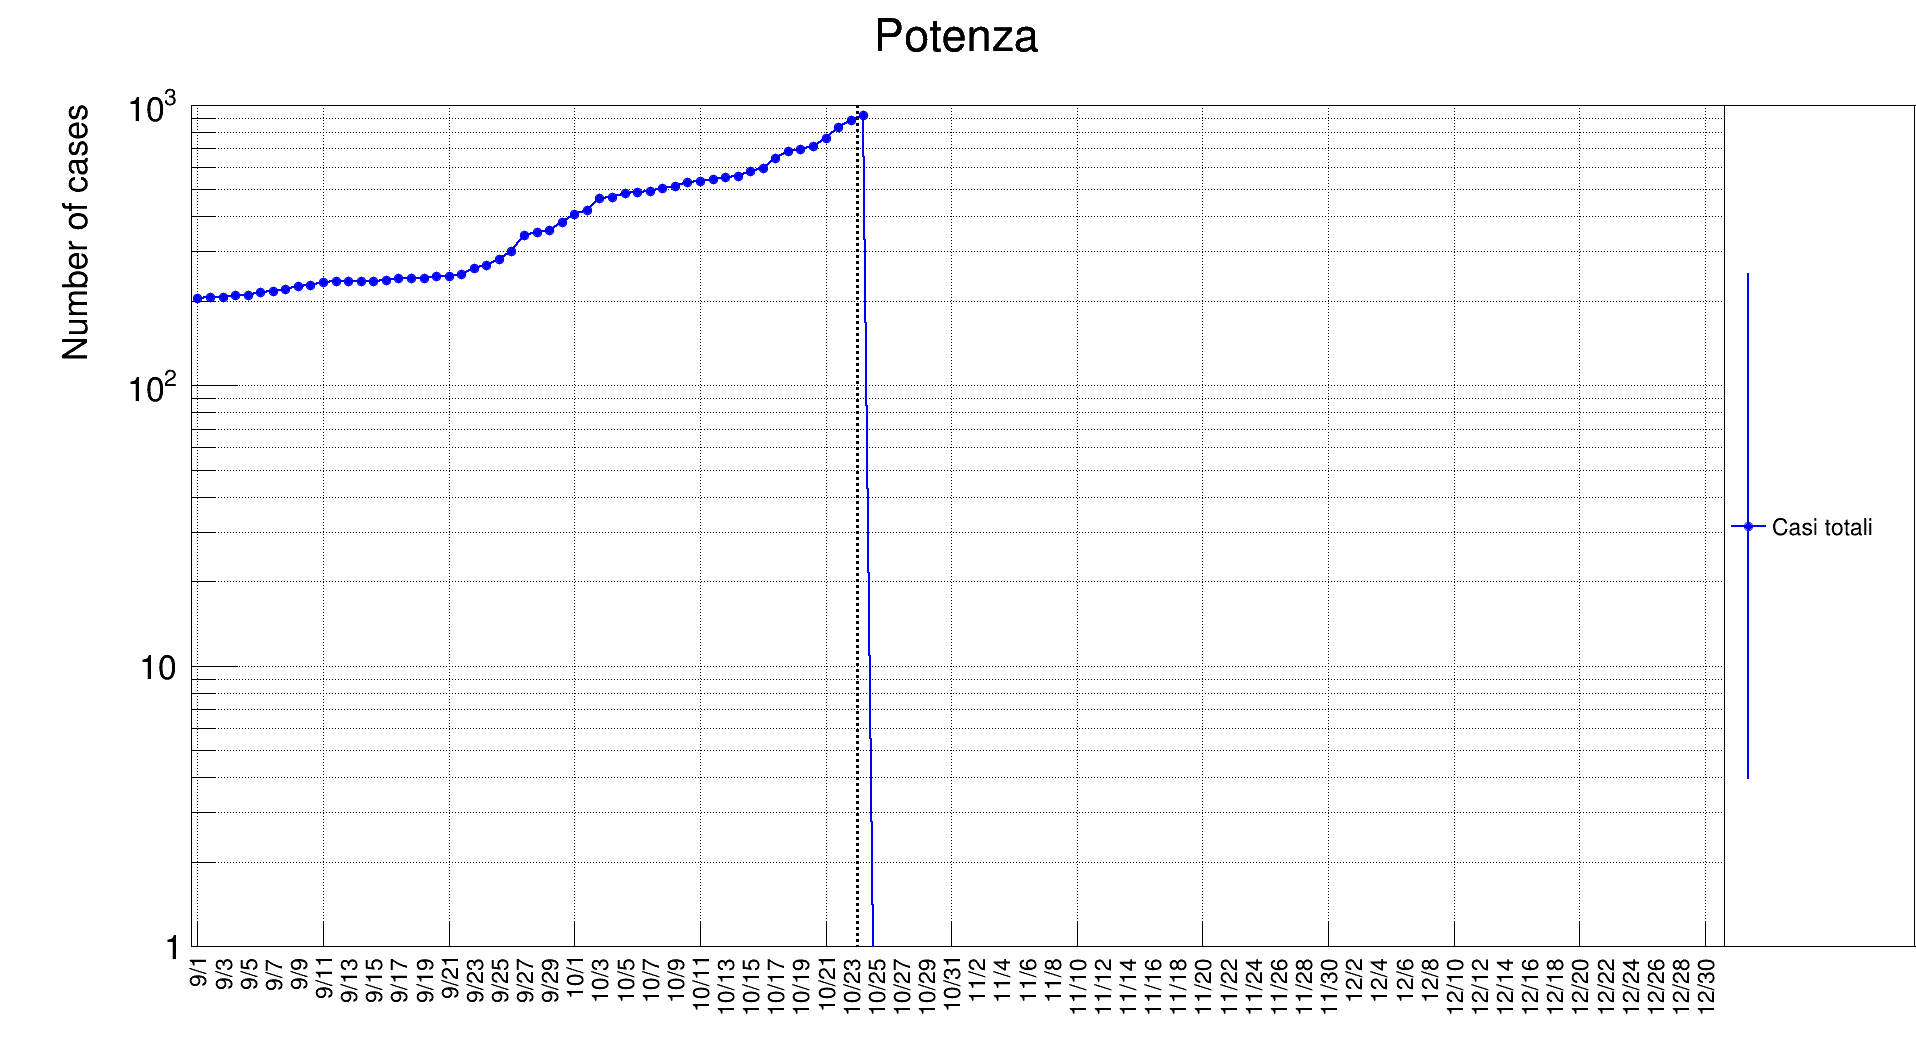 Potenza
Number of cases
10³
10²
10
1
9/1 9/3 9/5 9/7 9/9 9/11 9/13 9/15 9/17 9/19 9/21 9/23 9/25 9/27 9/29 10/1 10/3 10/5 10/7 10/9 10/11 10/13 10/15 10/17 10/19 10/21 10/23 10/25 10/27 10/29 10/31 11/2 11/4 11/6 11/8 11/10 11/12 11/14 11/16 11/18 11/20 11/22 11/24 11/26 11/28 11/30 12/2 12/4 12/6 12/8 12/10 12/12 12/14 12/16 12/18 12/20 12/22 12/24 12/26 12/28 12/30
Casi totali